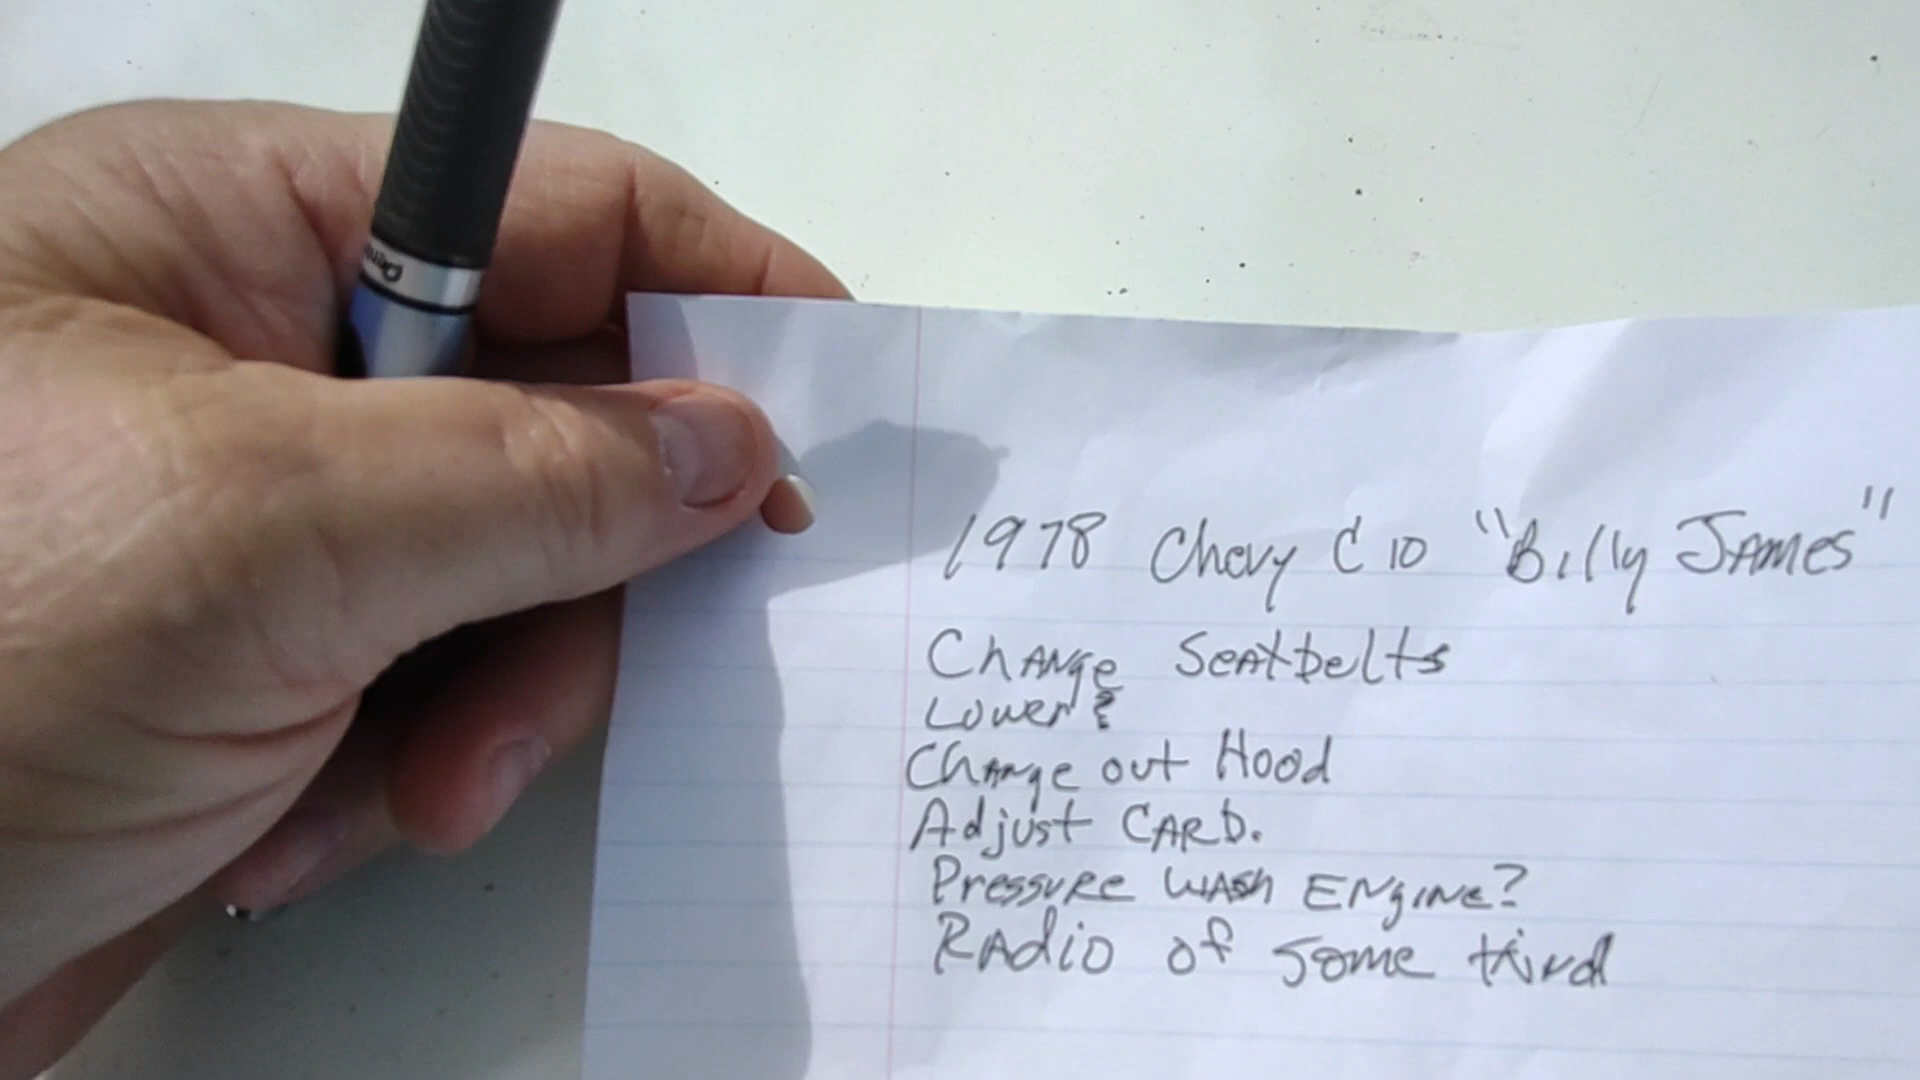 1978 Chevy C10 "Billy James"
Change Seatbelts
Lower?
Change out Hood
Adjust Carb.
Pressure wash Engine?
Radio of some kind